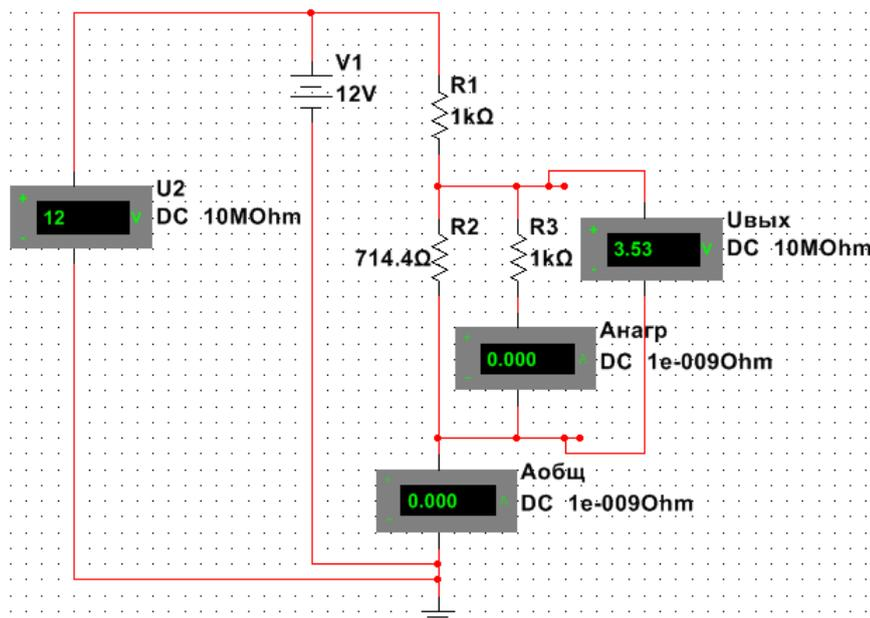 V1
12V
R1
1kΩ
U2
12 V
DC 10MOhm
R2
714.4Ω
R3
1kΩ
Uвых
3.53 V
DC 10MOhm
Aнагр
0.000 A
DC 1e-009Ohm
Aобщ
0.000 A
DC 1e-009Ohm